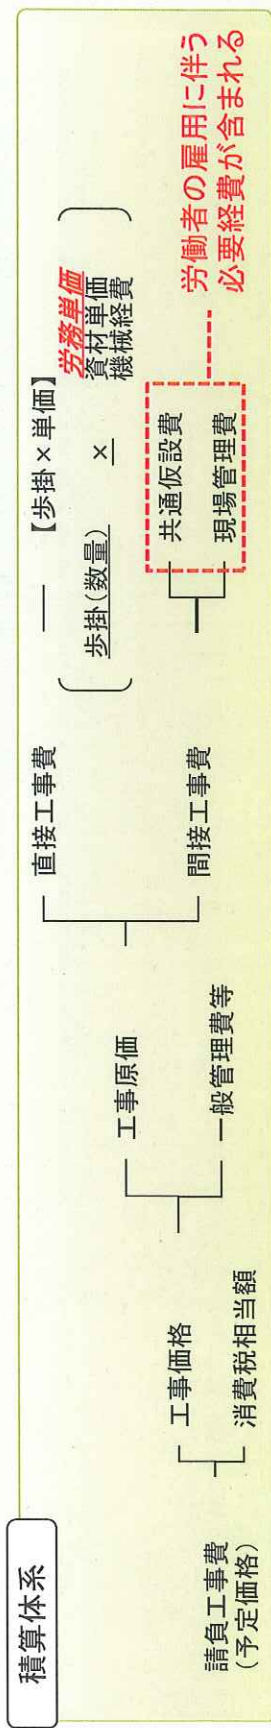 積算体系
請負工事費
(予定価格)
工事価格
消費税相当額
工事原価
一般管理費等
直接工事費
間接工事費
【歩掛×単価】
歩掛(数量)
×
労務単価
資材単価
機械経費
共通仮設費
現場管理費
労働者の雇用に伴う
必要経費が含まれる